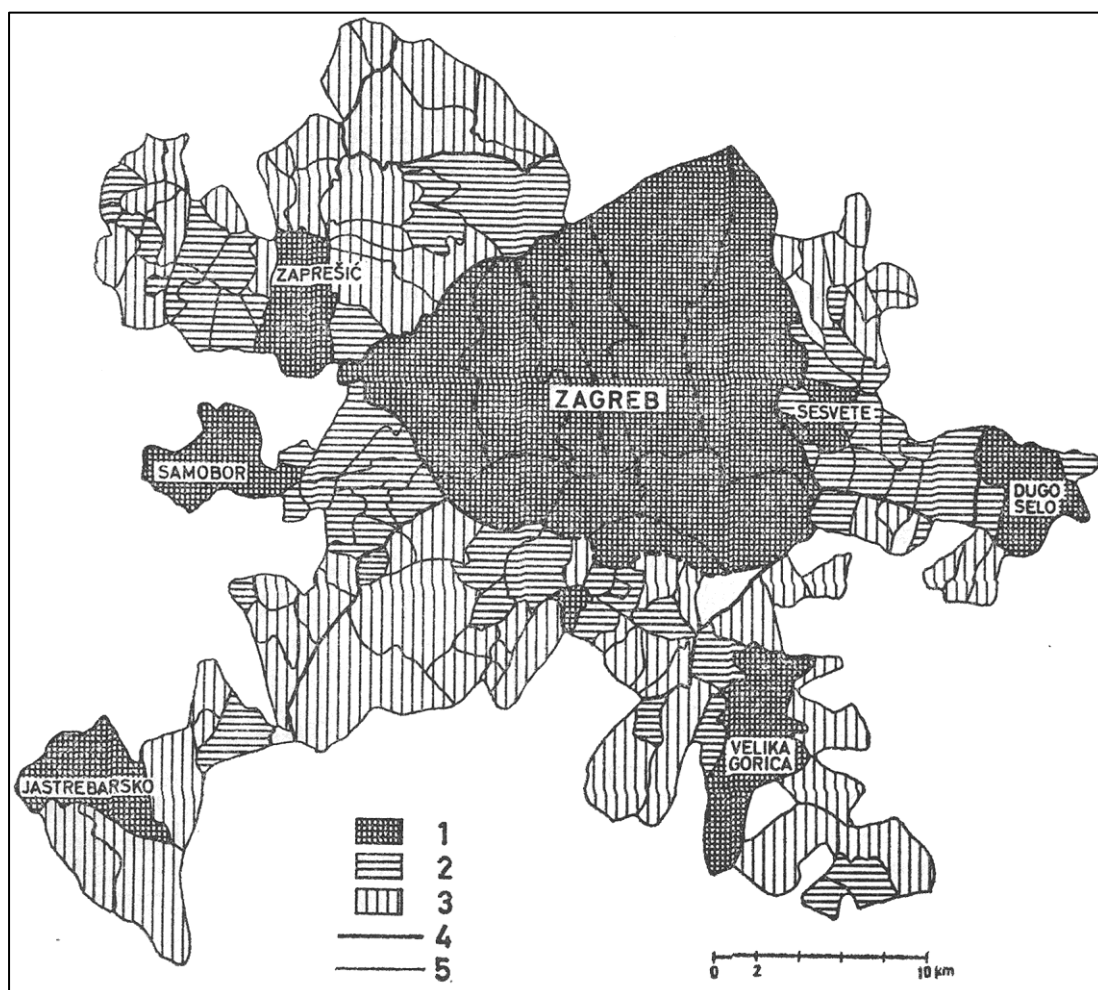 ZAPREŠIĆ
ZAGREB
SESVETE
SAMOBOR
DUGO
SELO
VELIKA
GORICA
JASTREBARSKO
1
2
3
4
5
0 2 10 km